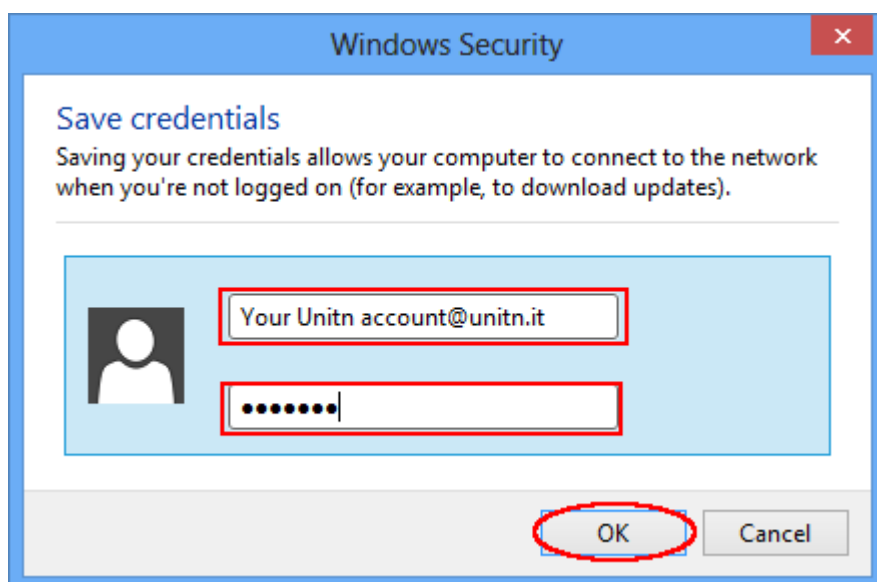 Windows Security
Save credentials
Saving your credentials allows your computer to connect to the network
when you're not logged on (for example, to download updates).
Your Unitn account@unitn.it
●●●●●●●
OK
Cancel